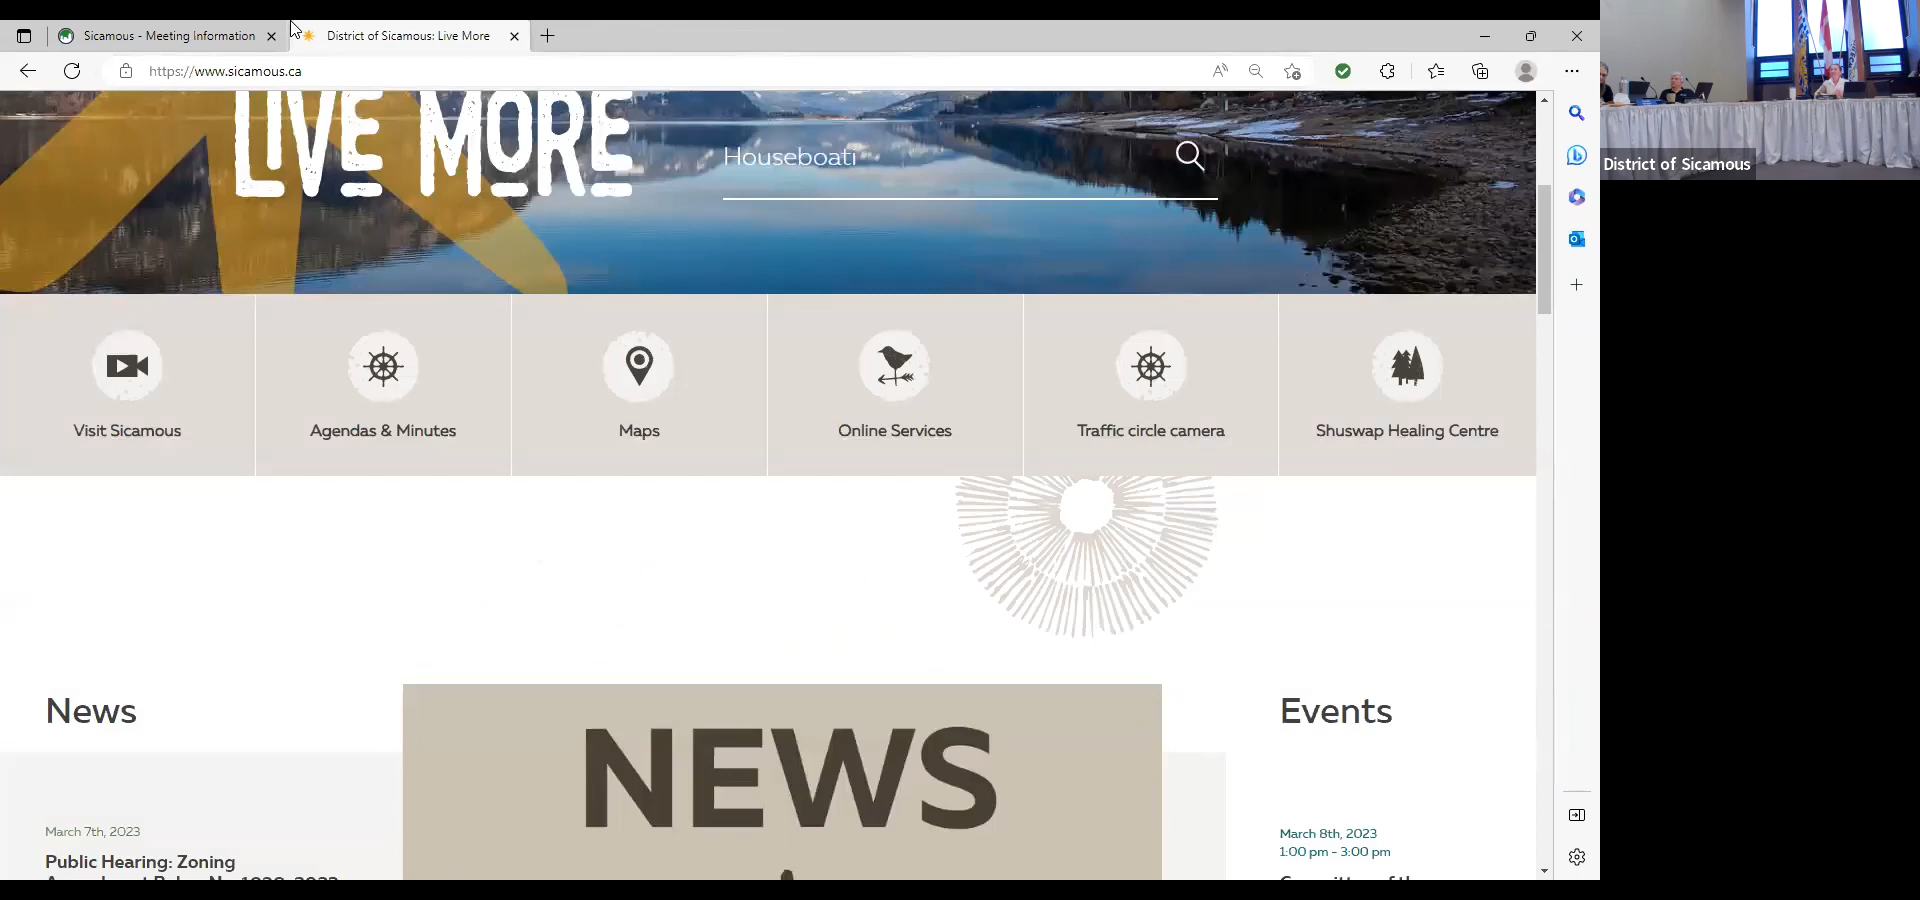 Sicamous - Meeting Information
District of Sicamous: Live More
https://www.sicamous.ca
LIVE MORE
Houseboati
District of Sicamous
Visit Sicamous
Agendas & Minutes
Maps
Online Services
Traffic circle camera
Shuswap Healing Centre
News
NEWS
Events
March 7th, 2023
Public Hearing: Zoning
March 8th, 2023
1:00 pm - 3:00 pm